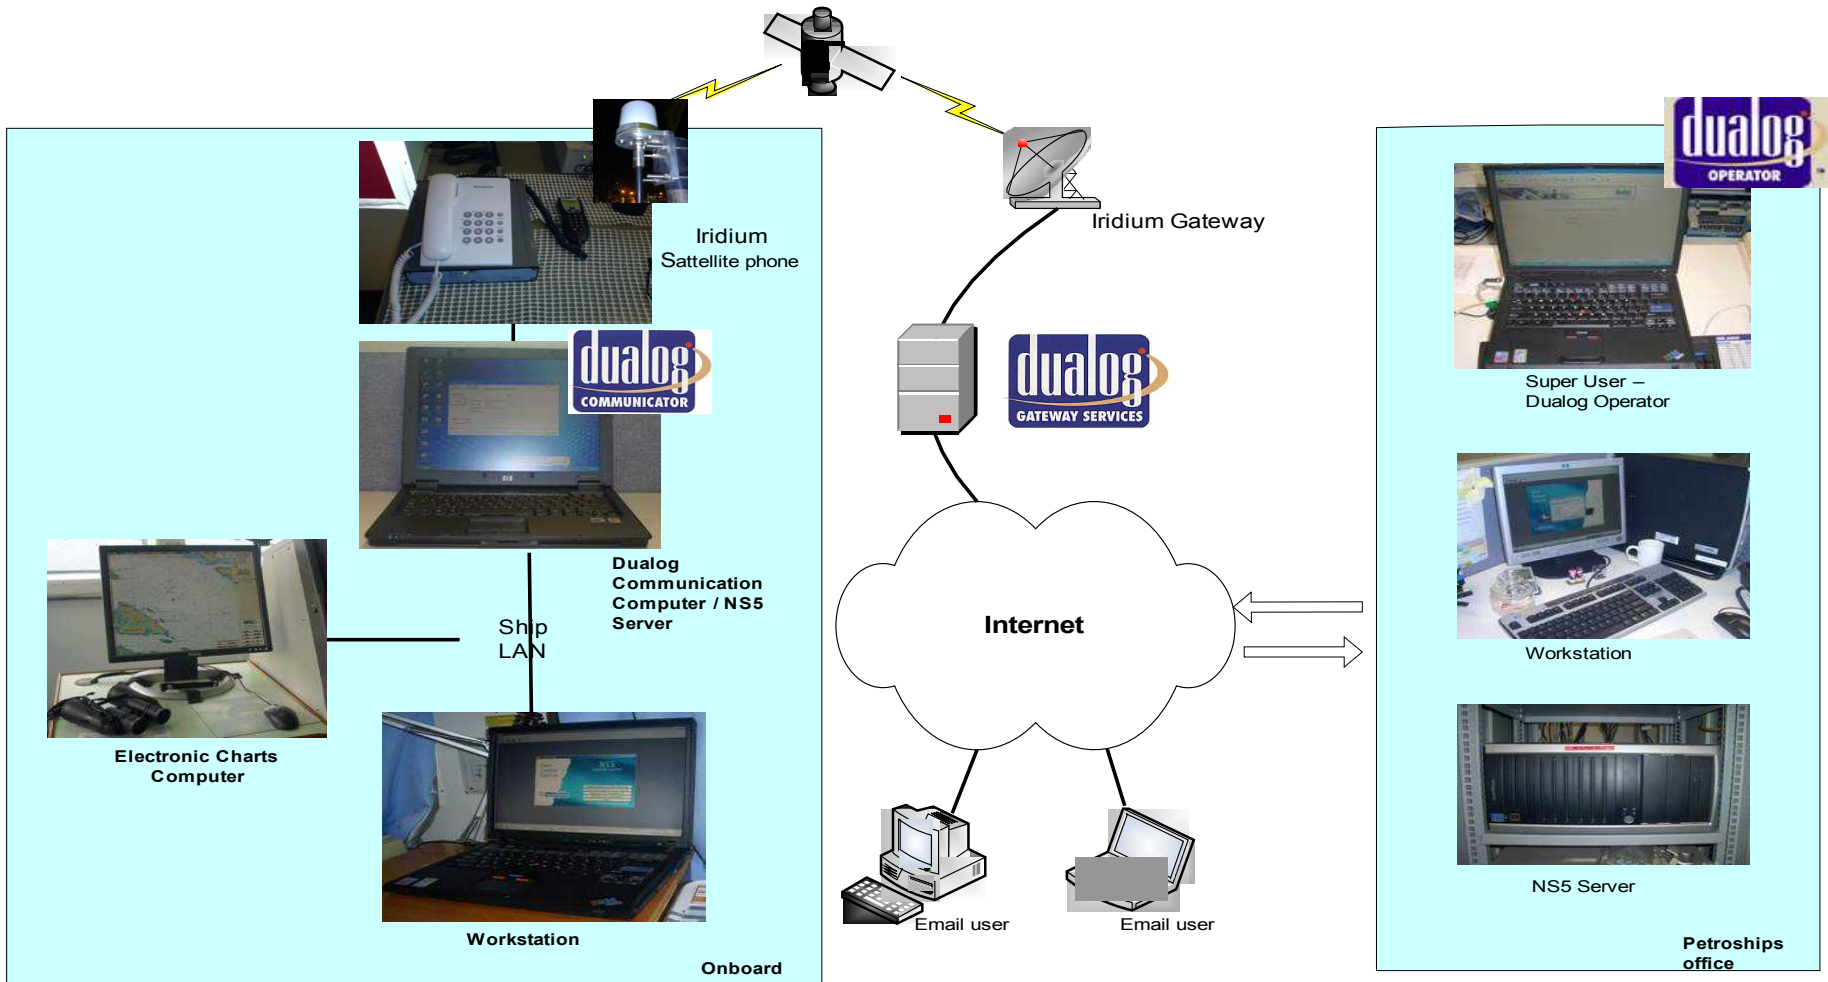 Iridium
Sattellite phone
dualog
COMMUNICATOR
Dualog
Communication
Computer / NS5
Server
Ship
LAN
Electronic Charts
Computer
NS5
Workstation
Onboard
Iridium Gateway
dualog
GATEWAY SERVICES
Internet
Email user
Email user
dualog
OPERATOR
Super User –
Dualog Operator
Workstation
NS5 Server
Petroships
office